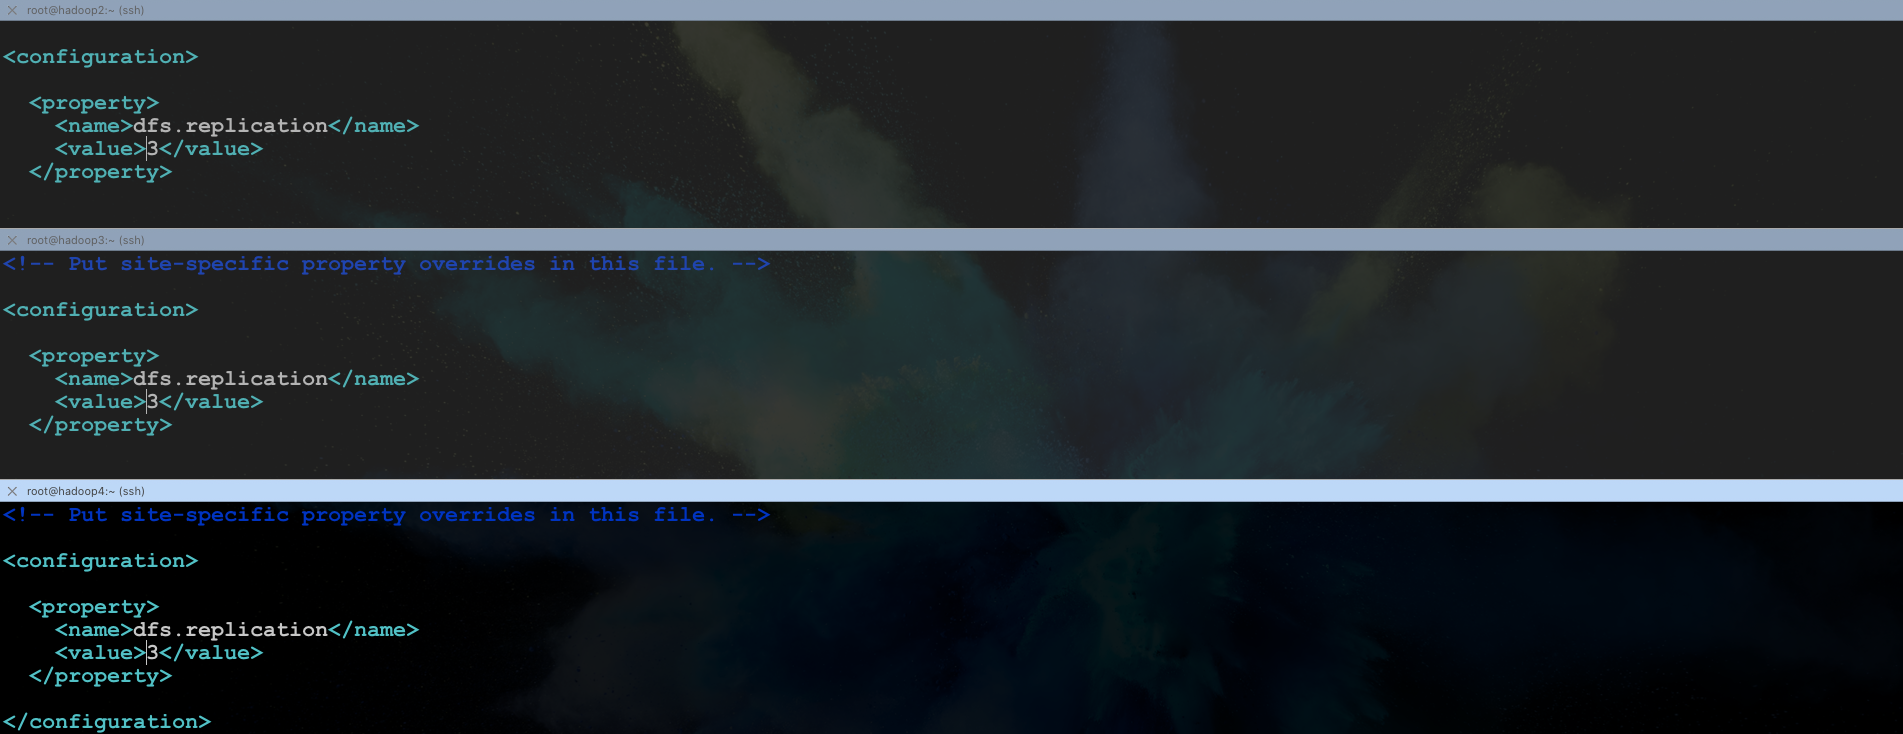 root@hadoop2:~ (ssh)
<configuration>
<property>
<name>dfs.replication</name>
<value>3</value>
</property>
root@hadoop3:~ (ssh)
<!-- Put site-specific property overrides in this file. -->
<configuration>
<property>
<name>dfs.replication</name>
<value>3</value>
</property>
root@hadoop4:~ (ssh)
<!-- Put site-specific property overrides in this file. -->
<configuration>
<property>
<name>dfs.replication</name>
<value>3</value>
</property>
</configuration>